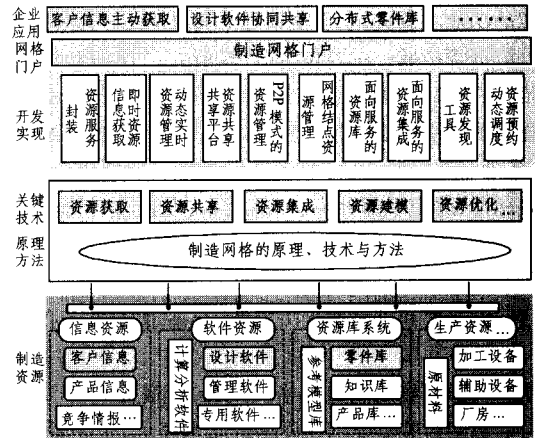 企业应用
客户信息主动获取
设计软件协同共享
分布式零件库
……
网格门户
制造网格门户
开发实现
资源服务封装
即时资源信息获取
动态实时资源管理
资源共享共享平台
P2P模式的资源管理
网格结点资源管理
面向服务的资源库
面向服务的资源集成
资源发现工具
资源预约动态调度
关键技术
资源获取
资源共享
资源集成
资源建模
资源优化…
原理方法
制造网格的原理、技术与方法
制造资源
信息资源
客户信息
产品信息
竞争情报…
软件资源
计算分析软件
设计软件
管理软件
专用软件…
资源库系统
参考模型库
零件库
知识库
产品库…
生产资源…
原材料
加工设备
辅助设备
厂房…